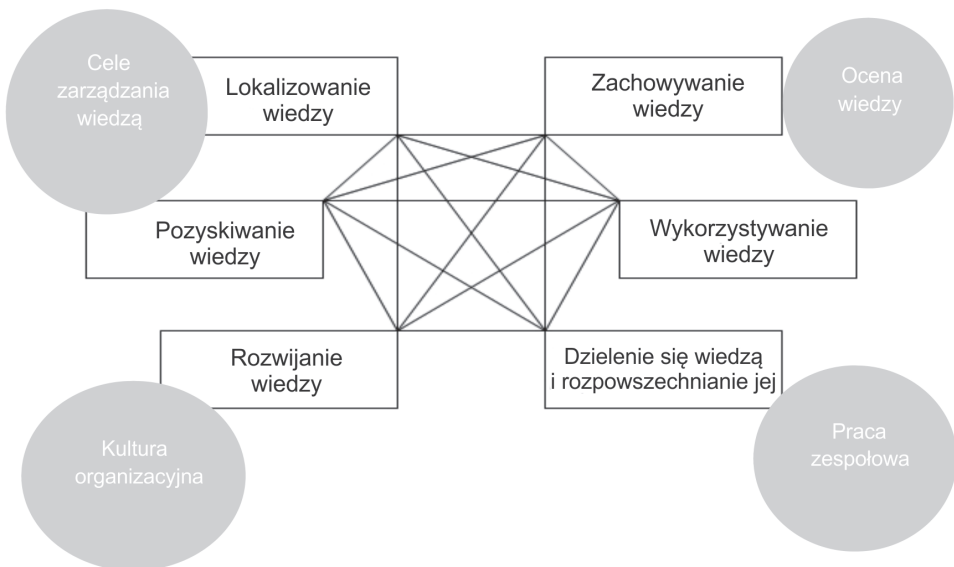 Cele
zarządzania
wiedzą
Lokalizowanie
wiedzy
Zachowywanie
wiedzy
Ocena
wiedzy
Pozyskiwanie
wiedzy
Wykorzystywanie
wiedzy
Rozwijanie
wiedzy
Dzielenie się wiedzą
i rozpowszechnianie jej
Kultura
organizacyjna
Praca
zespołowa